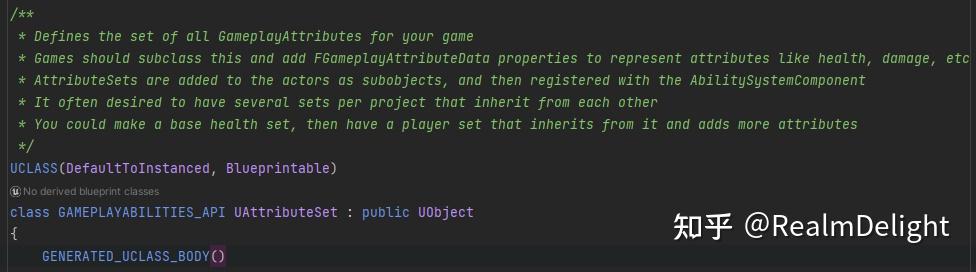 /**
 * Defines the set of all GameplayAttributes for your game
 * Games should subclass this and add FGameplayAttributeData properties to represent attributes like health, damage, etc
 * AttributeSets are added to the actors as subobjects, and then registered with the AbilitySystemComponent
 * It often desired to have several sets per project that inherit from each other
 * You could make a base health set, then have a player set that inherits from it and adds more attributes
 */
UCLASS(DefaultToInstanced, Blueprintable)
No derived blueprint classes
class GAMEPLAYABILITIES_API UAttributeSet : public UObject
{
    GENERATED_UCLASS_BODY()
知乎 @RealmDelight